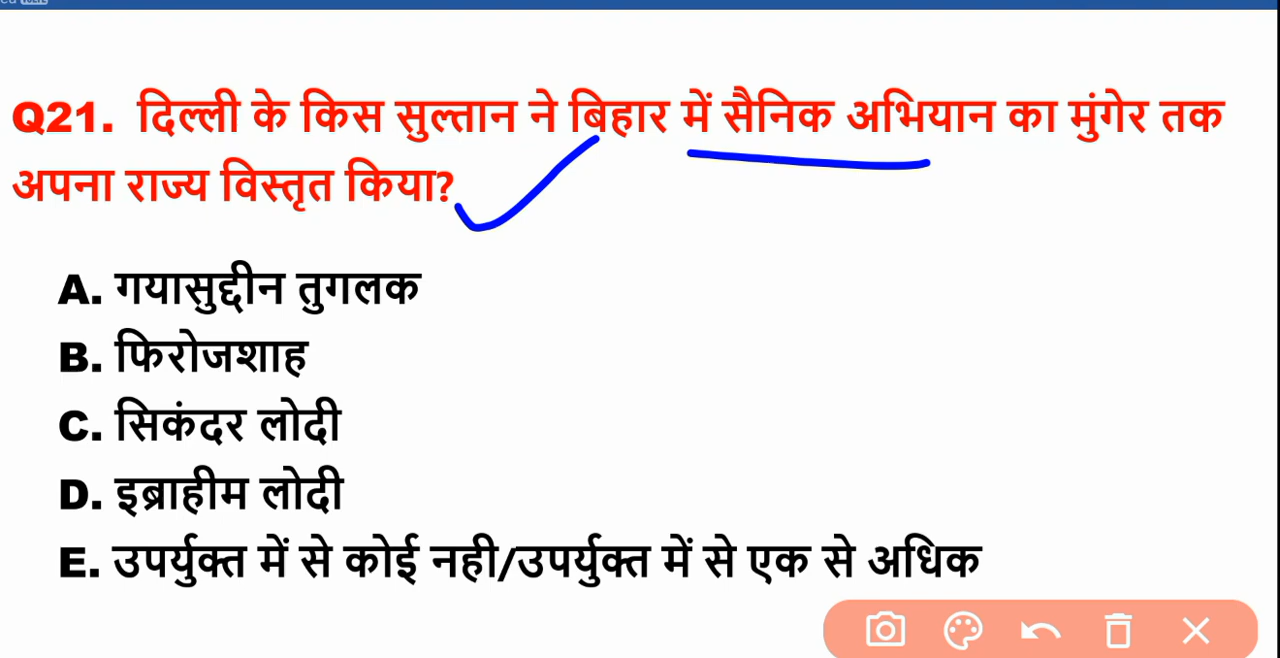 Q21. दिल्ली के किस सुल्तान ने बिहार में सैनिक अभियान का मुंगेर तक
अपना राज्य विस्तृत किया?
A. गयासुद्दीन तुगलक
B. फिरोजशाह
C. सिकंदर लोदी
D. इब्राहीम लोदी
E. उपर्युक्त में से कोई नही/उपर्युक्त में से एक से अधिक